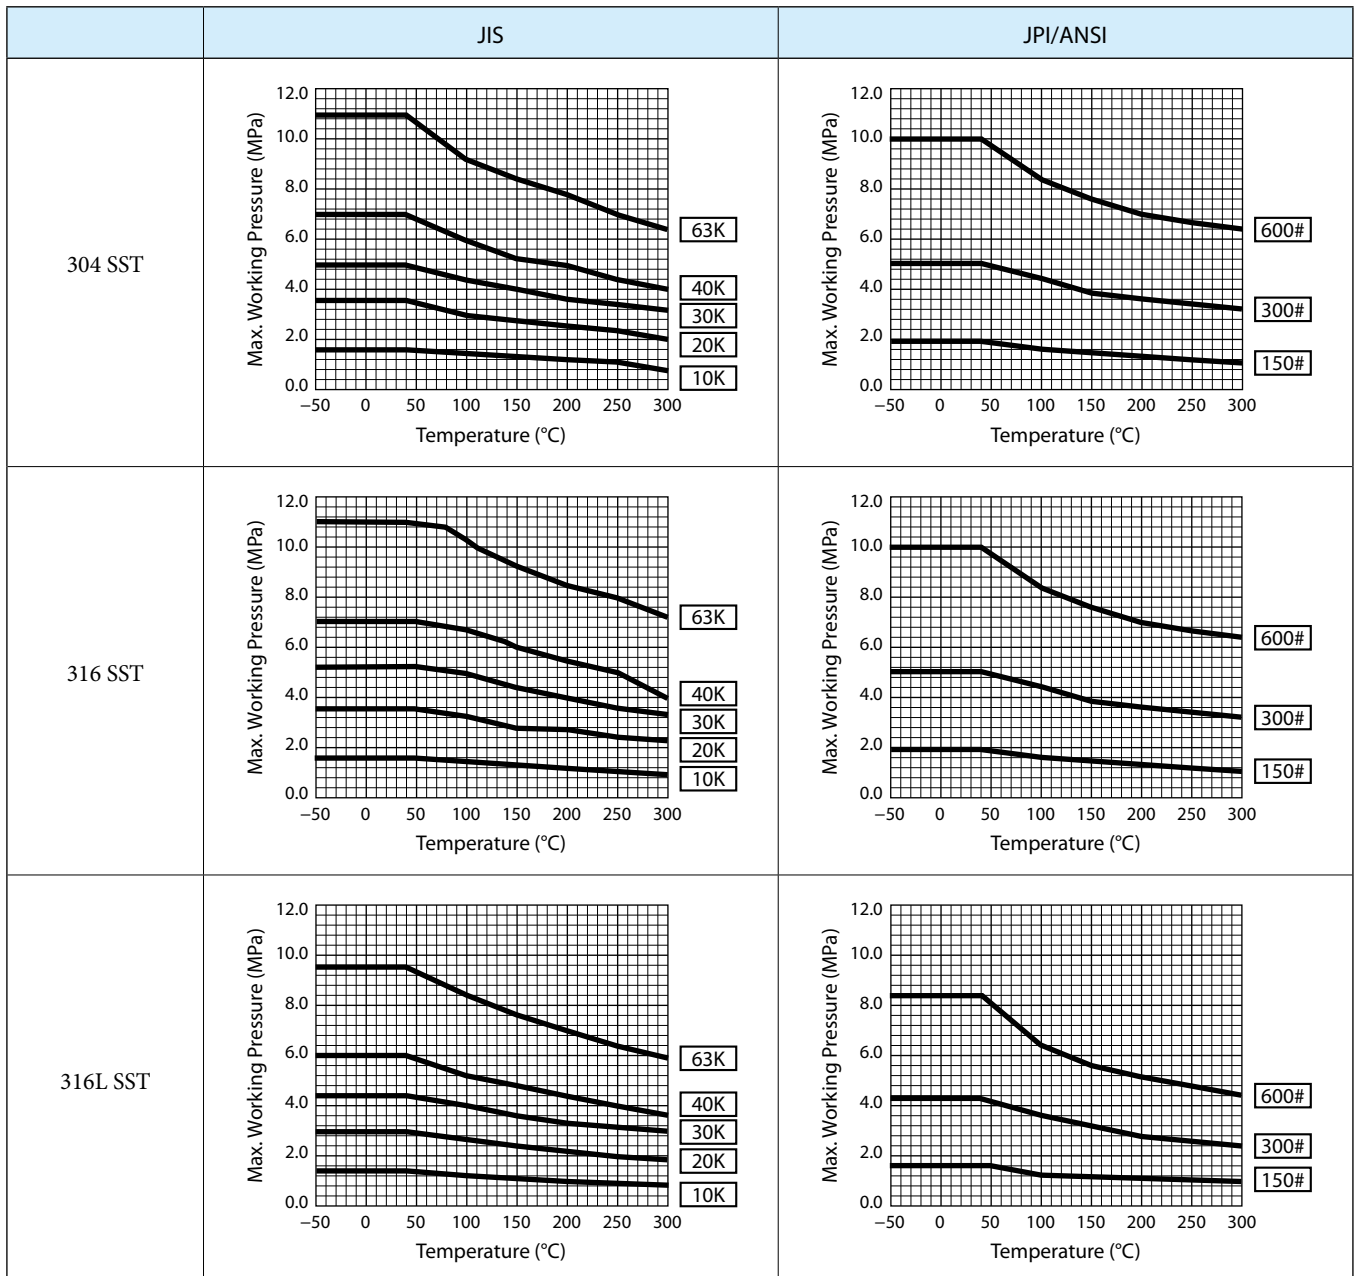 JIS
JPI/ANSI
304 SST
Max. Working Pressure (MPa)
12.0
10.0
8.0
6.0
4.0
2.0
0.0
−50 0 50 100 150 200 250 300
Temperature (°C)
63K
40K
30K
20K
10K
Max. Working Pressure (MPa)
12.0
10.0
8.0
6.0
4.0
2.0
0.0
−50 0 50 100 150 200 250 300
Temperature (°C)
600#
300#
150#
316 SST
Max. Working Pressure (MPa)
12.0
10.0
8.0
6.0
4.0
2.0
0.0
−50 0 50 100 150 200 250 300
Temperature (°C)
63K
40K
30K
20K
10K
Max. Working Pressure (MPa)
12.0
10.0
8.0
6.0
4.0
2.0
0.0
−50 0 50 100 150 200 250 300
Temperature (°C)
600#
300#
150#
316L SST
Max. Working Pressure (MPa)
12.0
10.0
8.0
6.0
4.0
2.0
0.0
−50 0 50 100 150 200 250 300
Temperature (°C)
63K
40K
30K
20K
10K
Max. Working Pressure (MPa)
12.0
10.0
8.0
6.0
4.0
2.0
0.0
−50 0 50 100 150 200 250 300
Temperature (°C)
600#
300#
150#